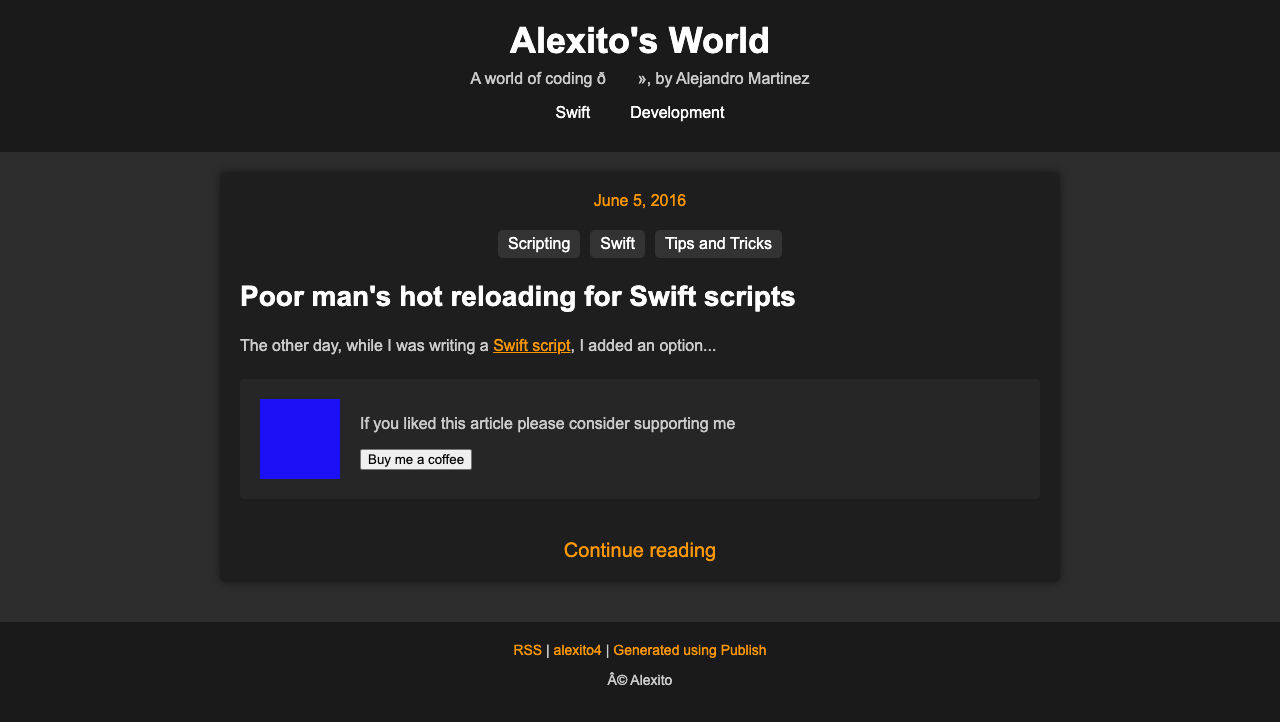 Alexito's World
A world of coding ð    », by Alejandro Martinez
Swift Development
June 5, 2016
Scripting Swift Tips and Tricks
Poor man's hot reloading for Swift scripts
The other day, while I was writing a Swift script, I added an option...
If you liked this article please consider supporting me
Buy me a coffee
Continue reading
RSS | alexito4 | Generated using Publish
Â© Alexito